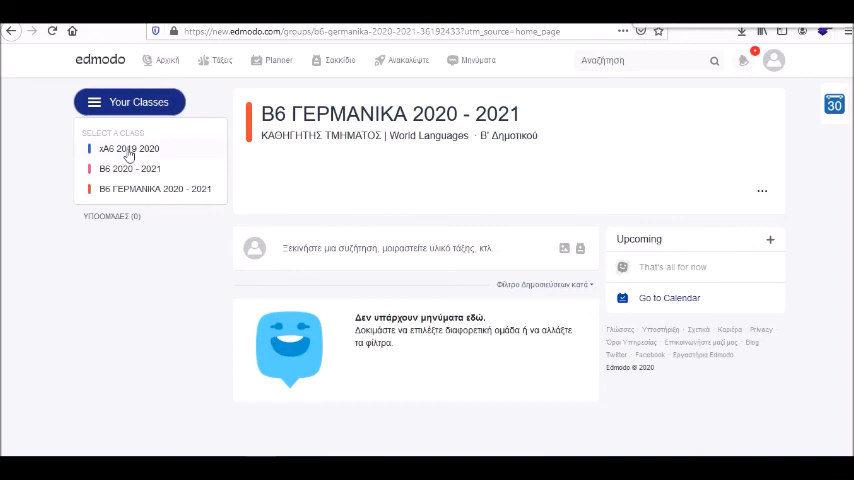 https://new.edmodo.com/groups/o6-germanika-2020-2021-36192433?utm_source=home_page
edmodo Αρχική Τάξεις Planner Σακκίδιο Ανακαλύψτε Μηνύματα Αναζήτηση
30
Your Classes
SELECT A CLASS
xA6 2019 2020
B6 2020 - 2021
B6 ΓΕΡΜΑΝΙΚΑ 2020 - 2021
ΥΠΟΟΜΆΔΕΣ (0)
B6 ΓΕΡΜΑΝΙΚΑ 2020 - 2021
ΚΑΘΗΓΗΤΗΣ ΤΜΗΜΑΤΟΣ | World Languages · Β' Δημοτικού
Ξεκινήστε μια συζήτηση, μοιραστείτε υλικό τάξης, κτλ.
Φίλτρο Δημοσιεύσεων κατά
Δεν υπάρχουν μηνύματα εδώ.
Δοκιμάστε να επιλέξτε διαφορετική ομάδα ή να αλλάξτε
τα φίλτρα.
Upcoming
That's all for now
Go to Calendar
Γλώσσες · Υποστήριξη · Σχετικά · Καριέρα · Privacy
· Όροι Υπηρεσίας · Επικοινωνήστε μαζί μας · Blog
Twitter · Facebook · Εργαστήρια Edmodo
Edmodo © 2020